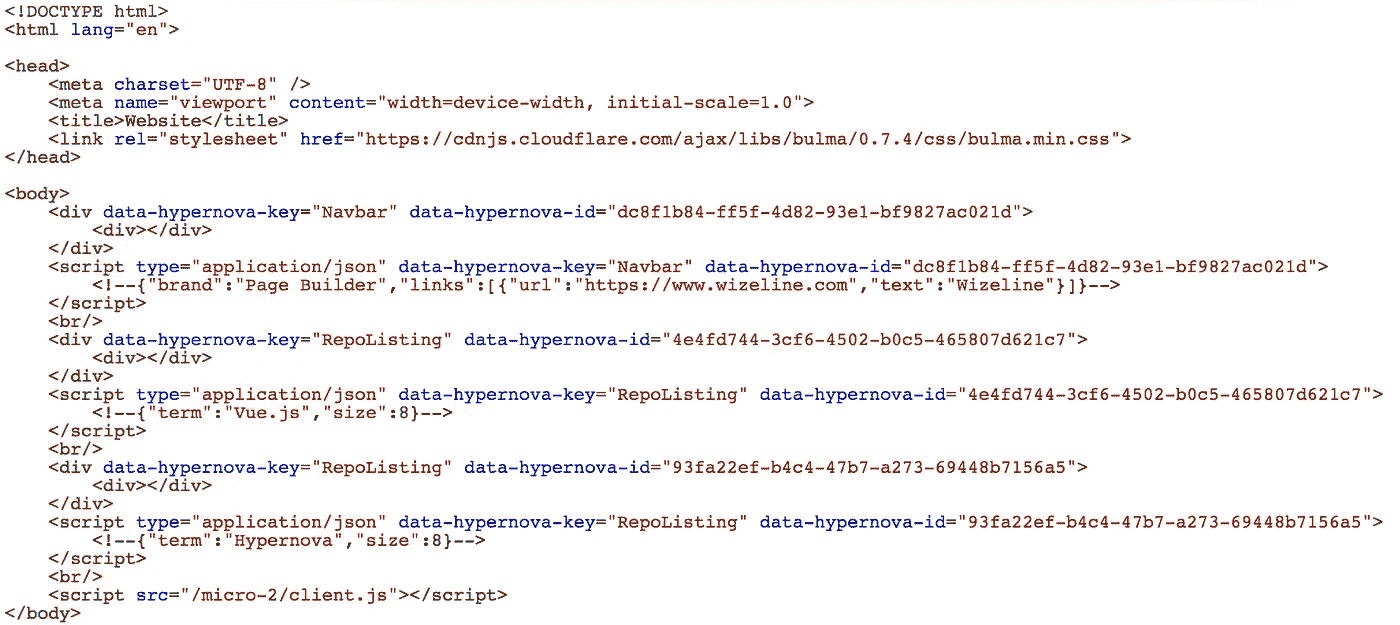 <!DOCTYPE html>
<html lang="en">
<head>
<meta charset="UTF-8" />
<meta name="viewport" content="width=device-width, initial-scale=1.0">
<title>Website</title>
<link rel="stylesheet" href="https://cdnjs.cloudflare.com/ajax/libs/bulma/0.7.4/css/bulma.min.css">
</head>
<body>
<div data-hypernova-key="Navbar" data-hypernova-id="dc8f1b84-ff5f-4d82-93e1-bf9827ac021d">
<div></div>
</div>
<script type="application/json" data-hypernova-key="Navbar" data-hypernova-id="dc8f1b84-ff5f-4d82-93e1-bf9827ac021d">
<!--{"brand":"Page Builder","links":[{"url":"https://www.wizeline.com","text":"Wizeline"}]}-->
</script>
<br/>
<div data-hypernova-key="RepoListing" data-hypernova-id="4e4fd744-3cf6-4502-b0c5-465807d621c7">
<div></div>
</div>
<script type="application/json" data-hypernova-key="RepoListing" data-hypernova-id="4e4fd744-3cf6-4502-b0c5-465807d621c7">
<!--{"term":"Vue.js","size":8}-->
</script>
<br/>
<div data-hypernova-key="RepoListing" data-hypernova-id="93fa22ef-b4c4-47b7-a273-69448b7156a5">
<div></div>
</div>
<script type="application/json" data-hypernova-key="RepoListing" data-hypernova-id="93fa22ef-b4c4-47b7-a273-69448b7156a5">
<!--{"term":"Hypernova","size":8}-->
</script>
<br/>
<script src="/micro-2/client.js"></script>
</body>